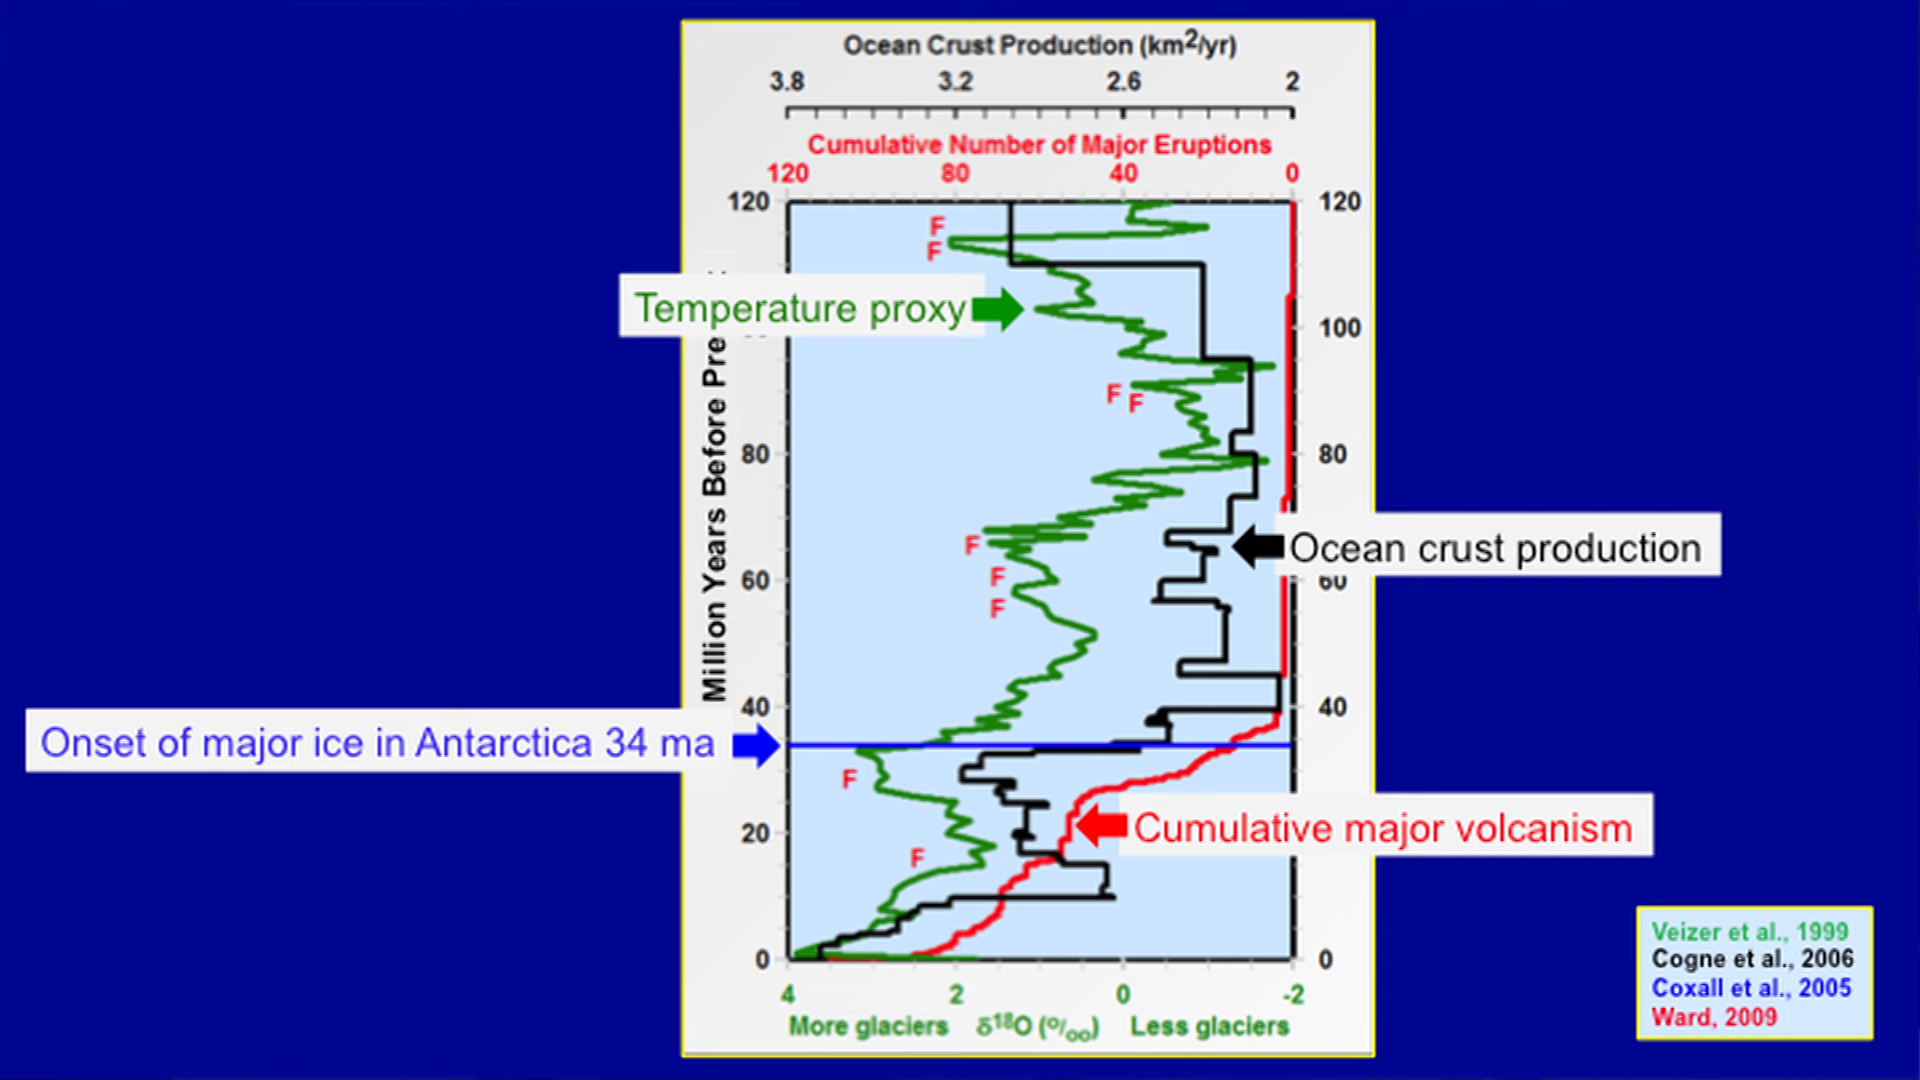 Ocean Crust Production (km2/yr)
3.8 3.2 2.6 2
Cumulative Number of Major Eruptions
120 80 40 0
120 120
F
F
Temperature proxy
100
F F
80 80
Million Years Before
F
Ocean crust production
F
60 60
F
40 40
Onset of major ice in Antarctica 34 ma
F
Cumulative major volcanism
20
F
0 0
4 2 0 -2
More glaciers δ18O (o/oo) Less glaciers
Veizer et al., 1999
Cogne et al., 2006
Coxall et al., 2005
Ward, 2009